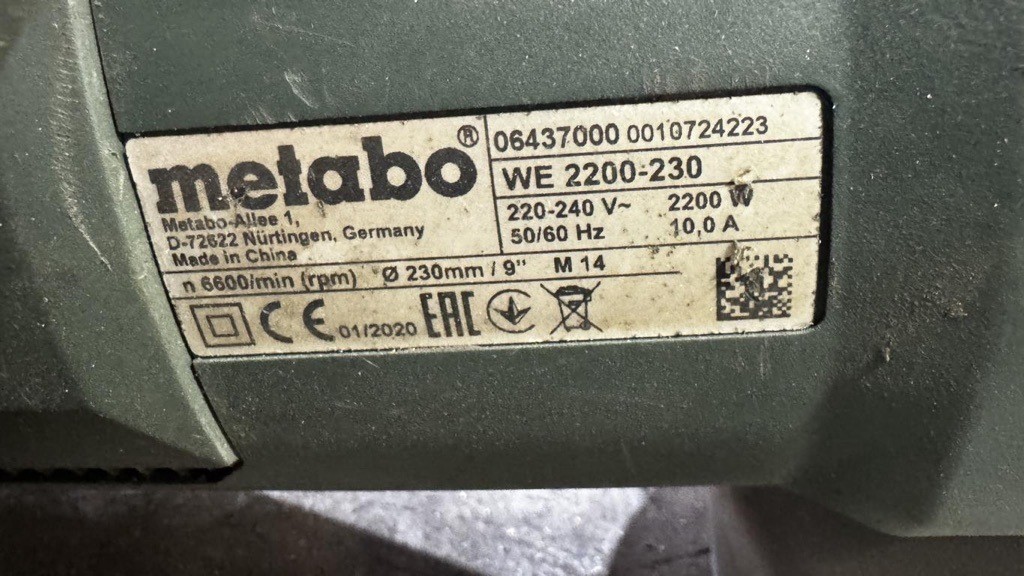 metabo®
Metabo-Allee 1,
D-72622 Nürtingen, Germany
Made in China
06437000 0010724223
WE 2200-230
220-240 V~ 2200 W
50/60 Hz 10,0 A
n 6600/min (rpm) Ø 230mm / 9" M 14
CE 01/2020 EAC